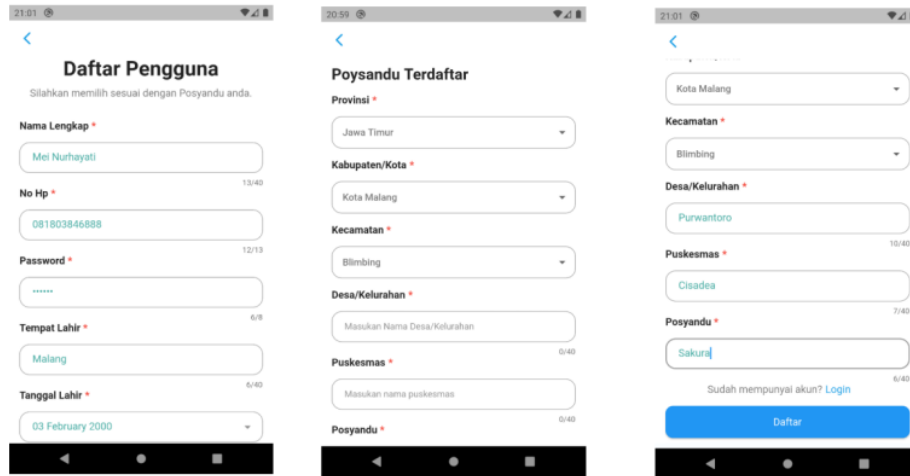 21:01
Daftar Pengguna
Silahkan memilih sesuai dengan Posyandu anda.
Nama Lengkap *
Mei Nurhayati
13/40
No Hp *
081803846888
12/13
Password *
••••••
6/8
Tempat Lahir *
Malang
6/40
Tanggal Lahir *
03 February 2000
20:59
Poysandu Terdaftar
Provinsi *
Jawa Timur
Kabupaten/Kota *
Kota Malang
Kecamatan *
Blimbing
Desa/Kelurahan *
Masukan Nama Desa/Kelurahan
0/40
Puskesmas *
Masukan nama puskesmas
0/40
Posyandu *
21:01
Kota Malang
Kecamatan *
Blimbing
Desa/Kelurahan *
Purwantoro
10/40
Puskesmas *
Cisadea
7/40
Posyandu *
Sakura
6/40
Sudah mempunyai akun? Login
Daftar